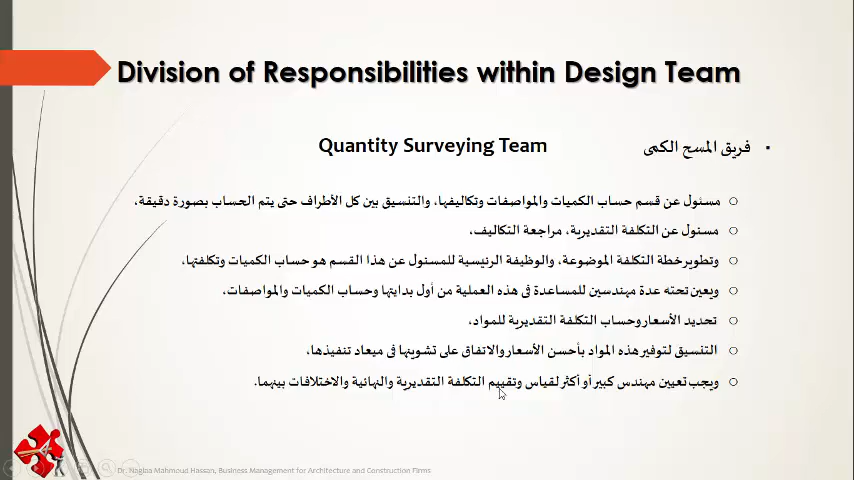 Division of Responsibilities within Design Team
فريق المسح الكمى Quantity Surveying Team
مسئول عن قسم حساب الكميات والمواصفات وتكاليفها، والتنسيق بين كل الأطراف حتى يتم الحساب بصورة دقيقة،
مسئول عن التكلفة التقديرية، مراجعة التكاليف،
وتطوير خطة التكلفة الموضوعة، والوظيفة الرئيسية للمسئول عن هذا القسم هو حساب الكميات وتكلفتها،
ويعين تحته عدة مهندسين للمساعدة فى هذه العملية من أول بدايتها وحساب الكميات والمواصفات،
تحديد الأسعار وحساب التكلفة التقديرية للمواد،
التنسيق لتوفير هذه المواد بأحسن الأسعار والاتفاق على تشوينها فى ميعاد تنفيذها،
ويجب تعيين مهندس كبير أو أكثر لقياس وتقييم التكلفة التقديرية والنهائية والاختلافات بينهما.
Dr. Naglaa Mahmoud Hassan, Business Management for Architecture and Construction Firms